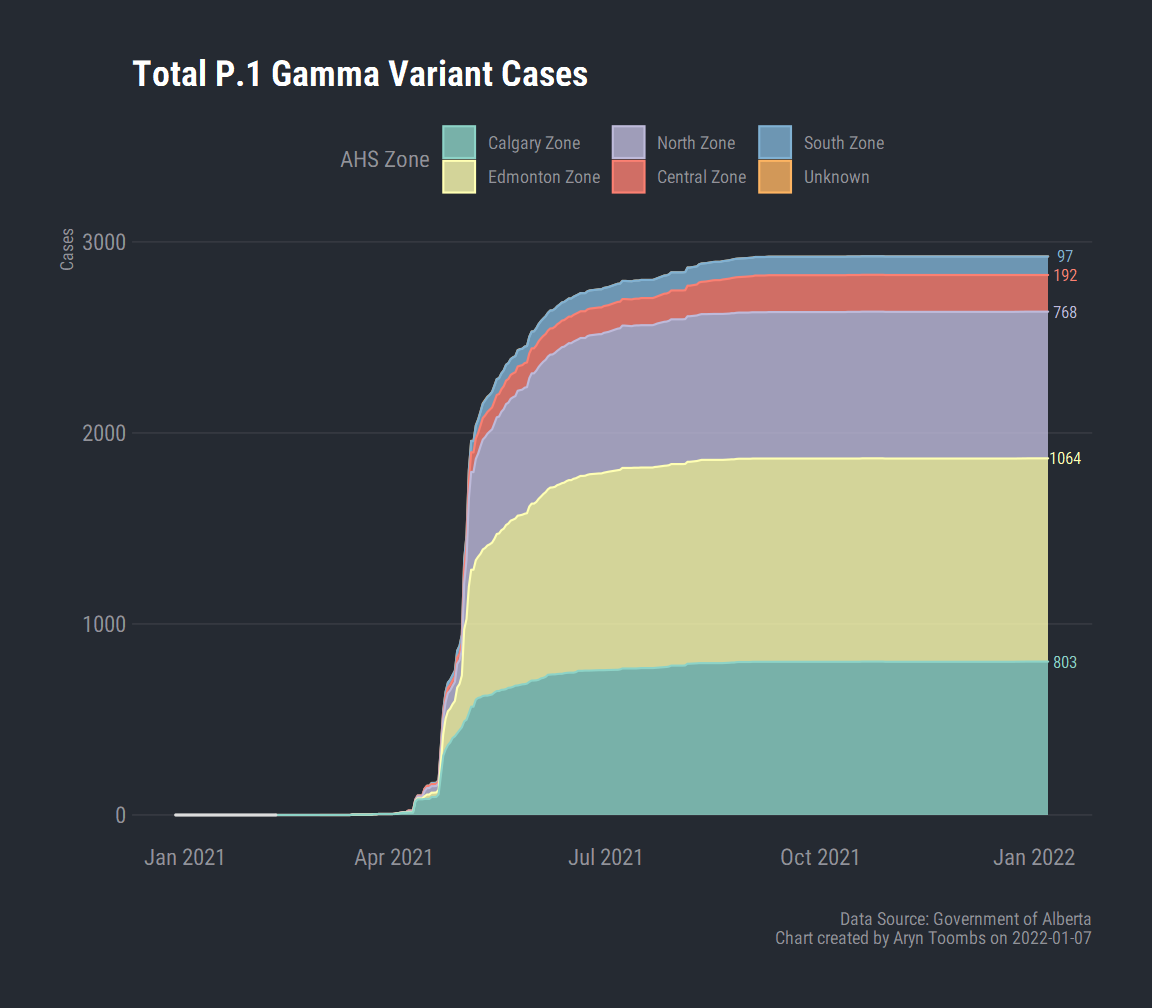 Total P.1 Gamma Variant Cases
AHS Zone
Calgary Zone
North Zone
South Zone
Edmonton Zone
Central Zone
Unknown
Cases
3000
2000
1000
0
97
192
768
1064
803
Jan 2021
Apr 2021
Jul 2021
Oct 2021
Jan 2022
Data Source: Government of Alberta
Chart created by Aryn Toombs on 2022-01-07